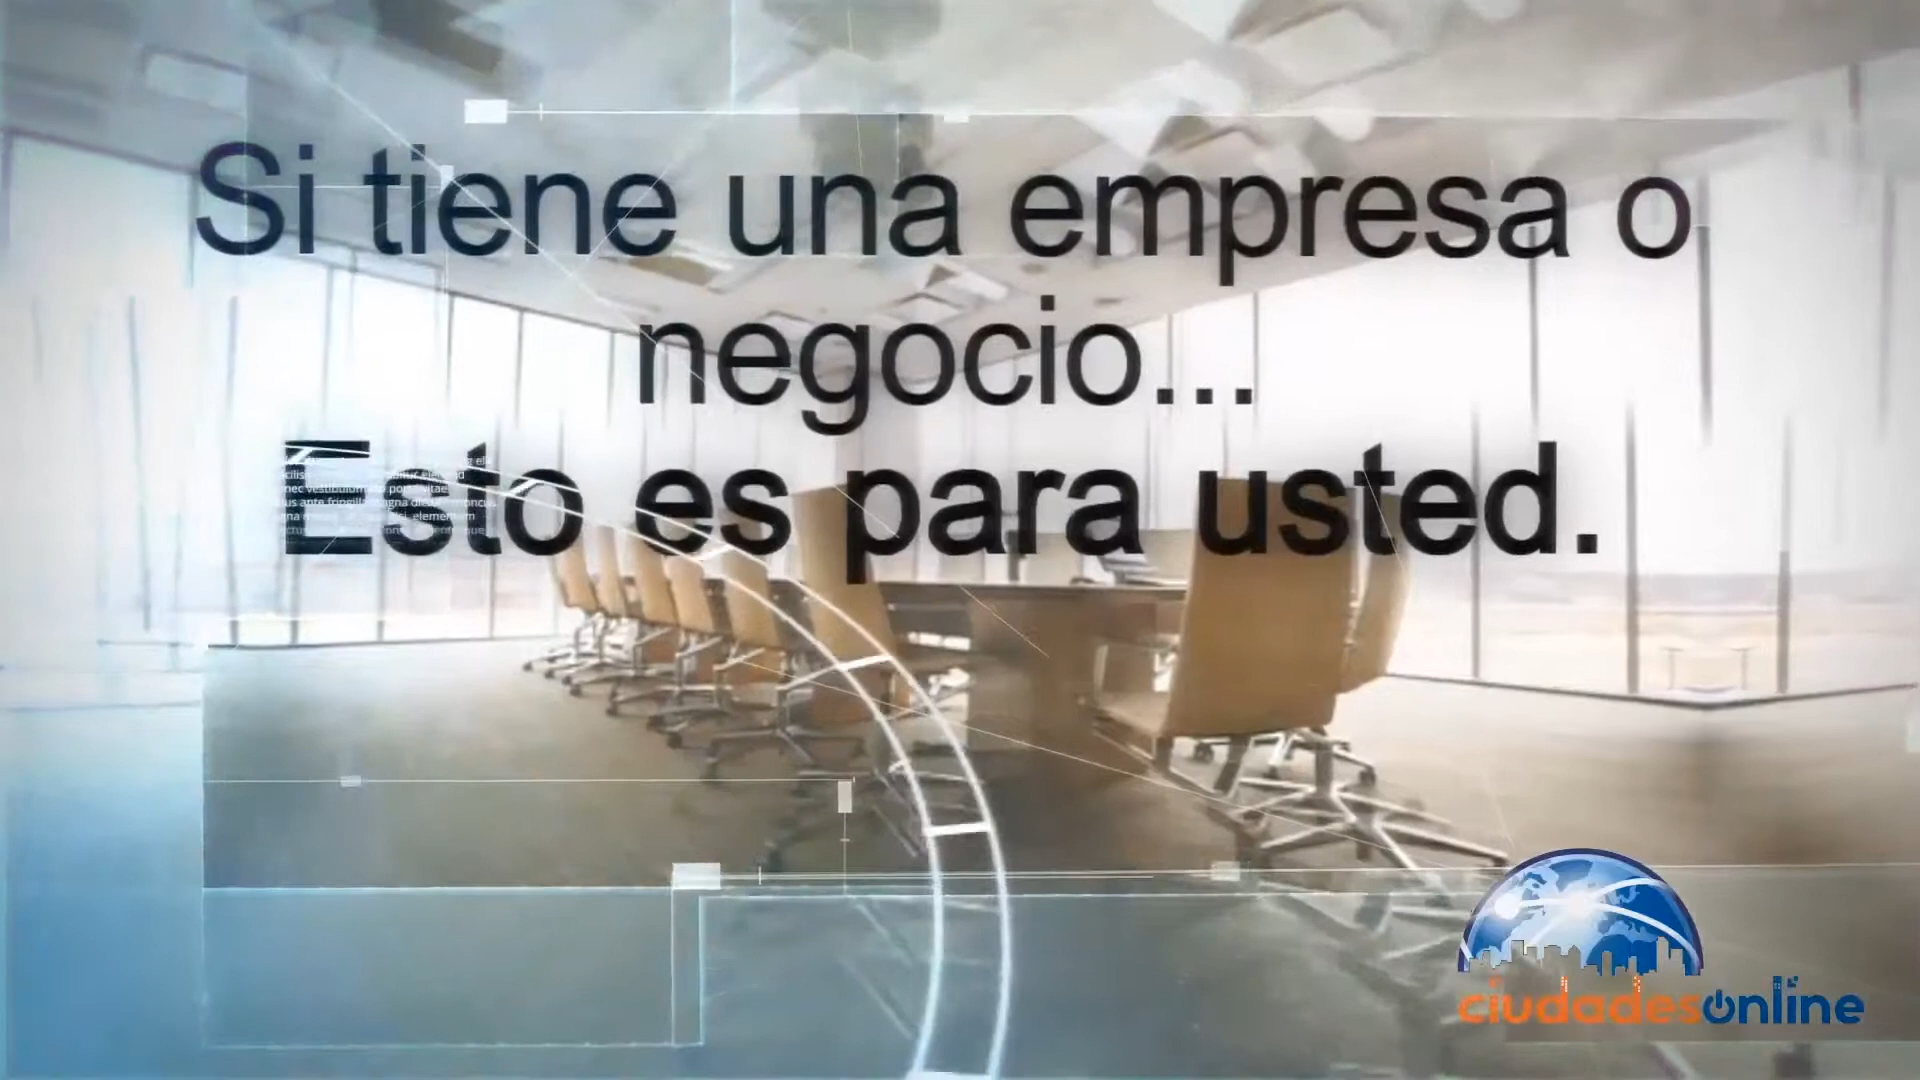 Si tiene una empresa o
negocio...
Esto es para usted.
ciudadesonline